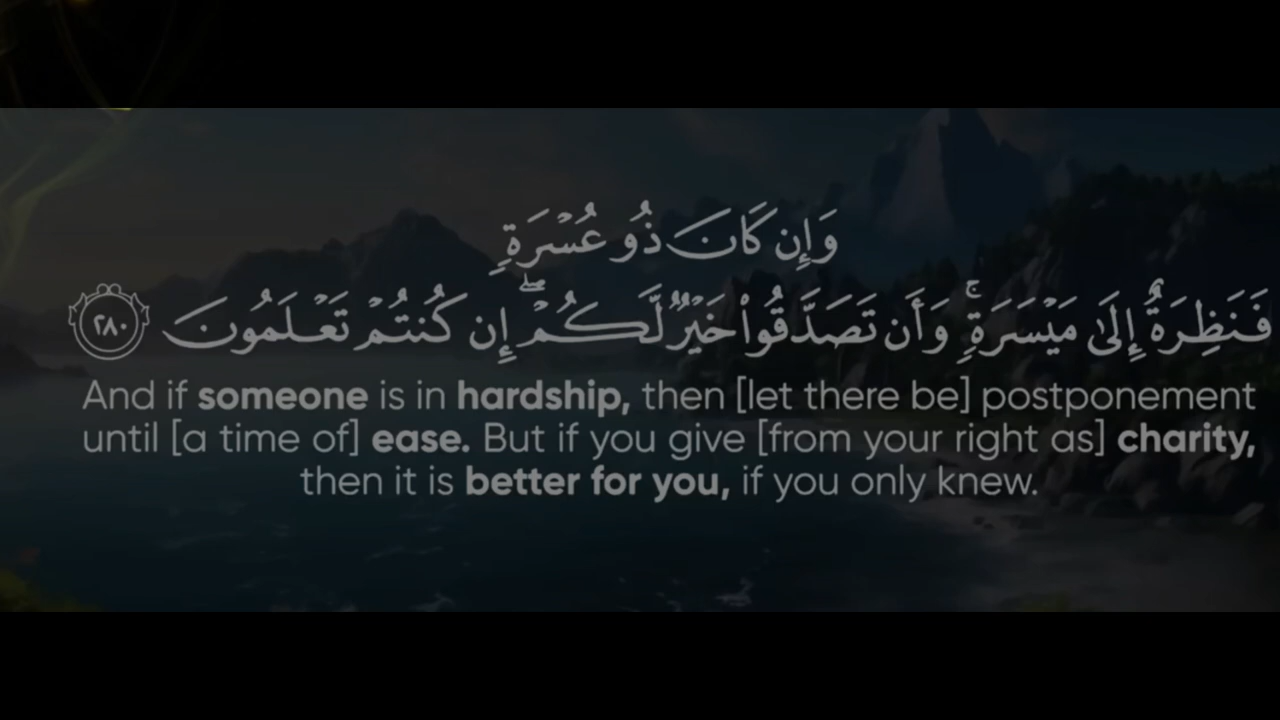 وَإِن كَانَ ذُو عُسْرَةٍ
فَنَظِرَةٌ إِلَىٰ مَيْسَرَةٍ ۚ وَأَن تَصَدَّقُوا۟ خَيْرٌ لَّكُمْ ۖ إِن كُنتُمْ تَعْلَمُونَ ٢٨٠
And if someone is in hardship, then [let there be] postponement
until [a time of] ease. But if you give [from your right as] charity,
then it is better for you, if you only knew.